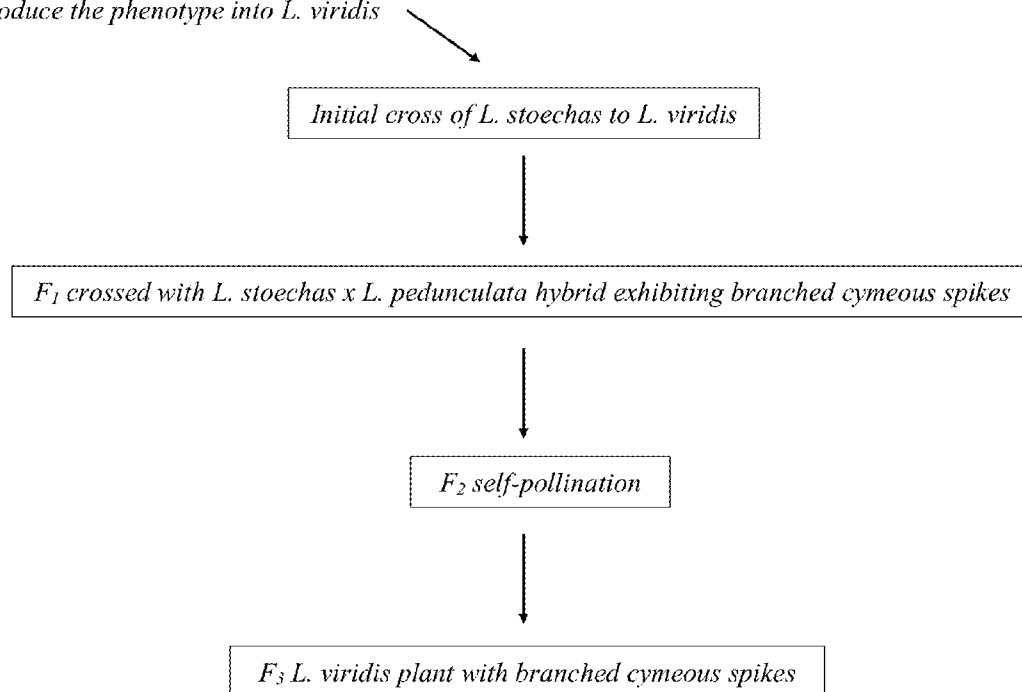 oduce the phenotype into L. viridis
Initial cross of L. stoechas to L. viridis
F₁ crossed with L. stoechas x L. pedunculata hybrid exhibiting branched cymeous spikes
F₂ self-pollination
F₃ L. viridis plant with branched cymeous spikes